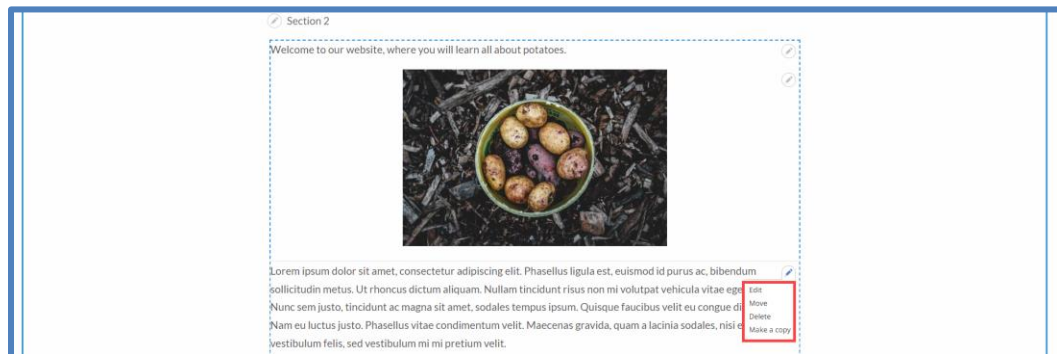 Section 2
Welcome to our website, where you will learn all about potatoes.
Lorem ipsum dolor sit amet, consectetur adipiscing elit. Phasellus ligula est, euismod id purus ac, bibendum
sollicitudin metus. Ut rhoncus dictum aliquam. Nullam tincidunt risus non mi volutpat vehicula vitae ege
Nunc sem justo, tincidunt ac magna sit amet, sodales tempus ipsum. Quisque faucibus velit eu congue di
Nam eu luctus justo. Phasellus vitae condimentum velit. Maecenas gravida, quam a lacinia sodales, nisi e
vestibulum felis, sed vestibulum mi mi pretium velit.
Edit
Move
Delete
Make a copy